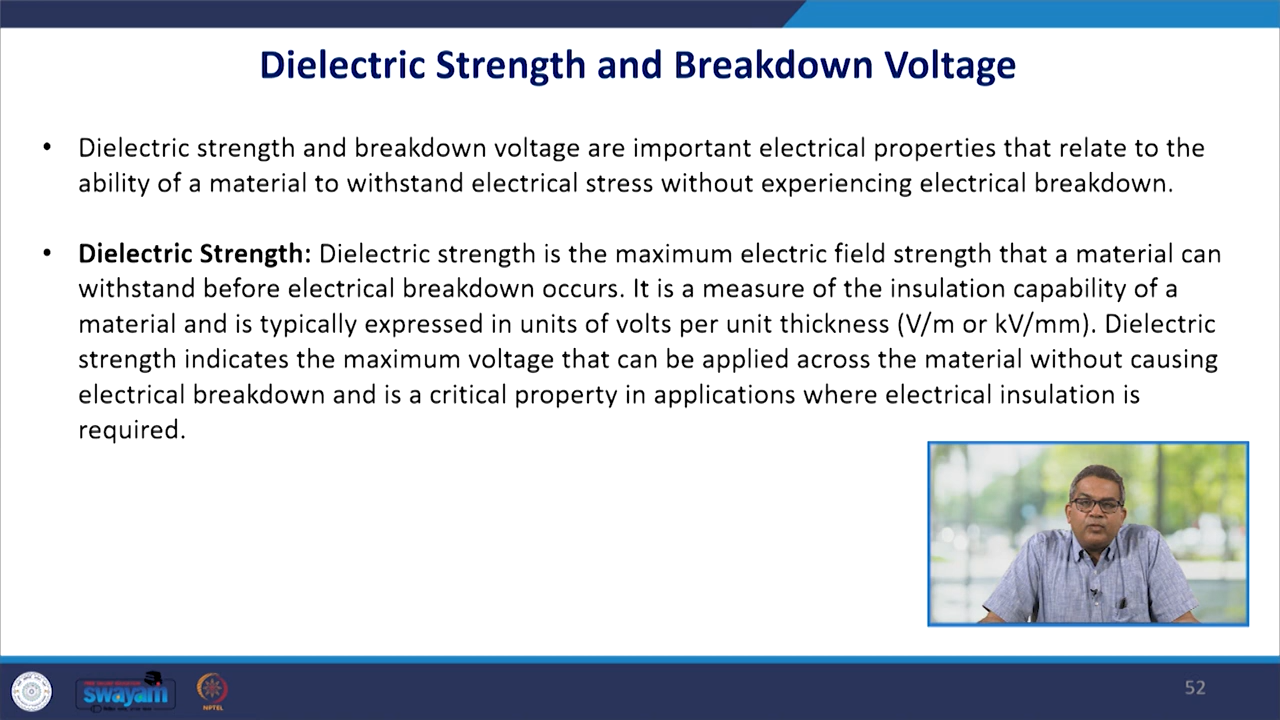 Dielectric Strength and Breakdown Voltage
• Dielectric strength and breakdown voltage are important electrical properties that relate to the
ability of a material to withstand electrical stress without experiencing electrical breakdown.
• Dielectric Strength: Dielectric strength is the maximum electric field strength that a material can
withstand before electrical breakdown occurs. It is a measure of the insulation capability of a
material and is typically expressed in units of volts per unit thickness (V/m or kV/mm). Dielectric
strength indicates the maximum voltage that can be applied across the material without causing
electrical breakdown and is a critical property in applications where electrical insulation is
required.
swayam
NPTEL
52